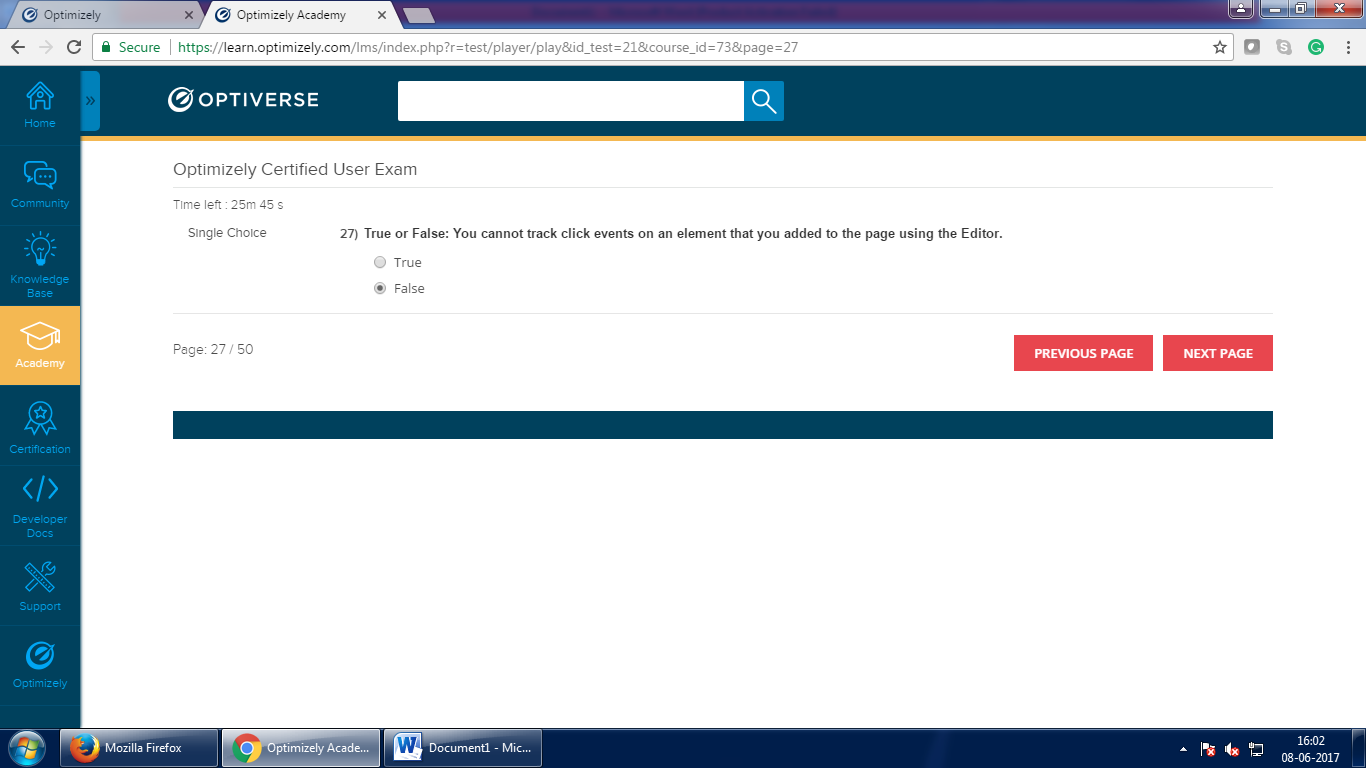 Optimizely
Optimizely Academy
Secure
https://learn.optimizely.com/lms/index.php?r=test/player/play&id_test=21&course_id=73&page=27
Home
»
OPTIVERSE
Community
Knowledge
Base
Academy
Certification
Developer
Docs
Support
Optimizely
Optimizely Certified User Exam
Time left : 25m 45 s
Single Choice
27) True or False: You cannot track click events on an element that you added to the page using the Editor.
True
False
Page: 27 / 50
PREVIOUS PAGE
NEXT PAGE
Mozilla Firefox
Optimizely Acade...
Document1 - Mic...
16:02
08-06-2017